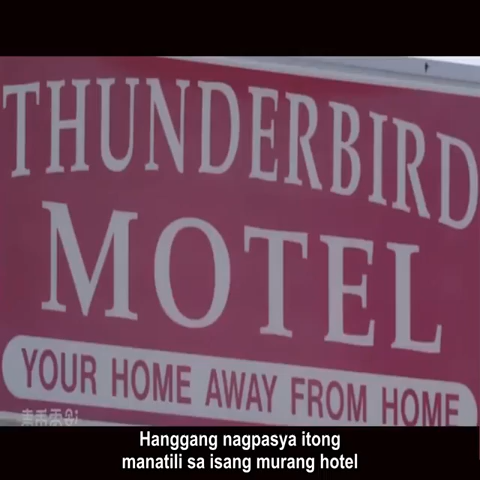 THUNDERBIRD
MOTEL
YOUR HOME AWAY FROM HOME
Hanggang nagpasya itong
manatili sa isang murang hotel